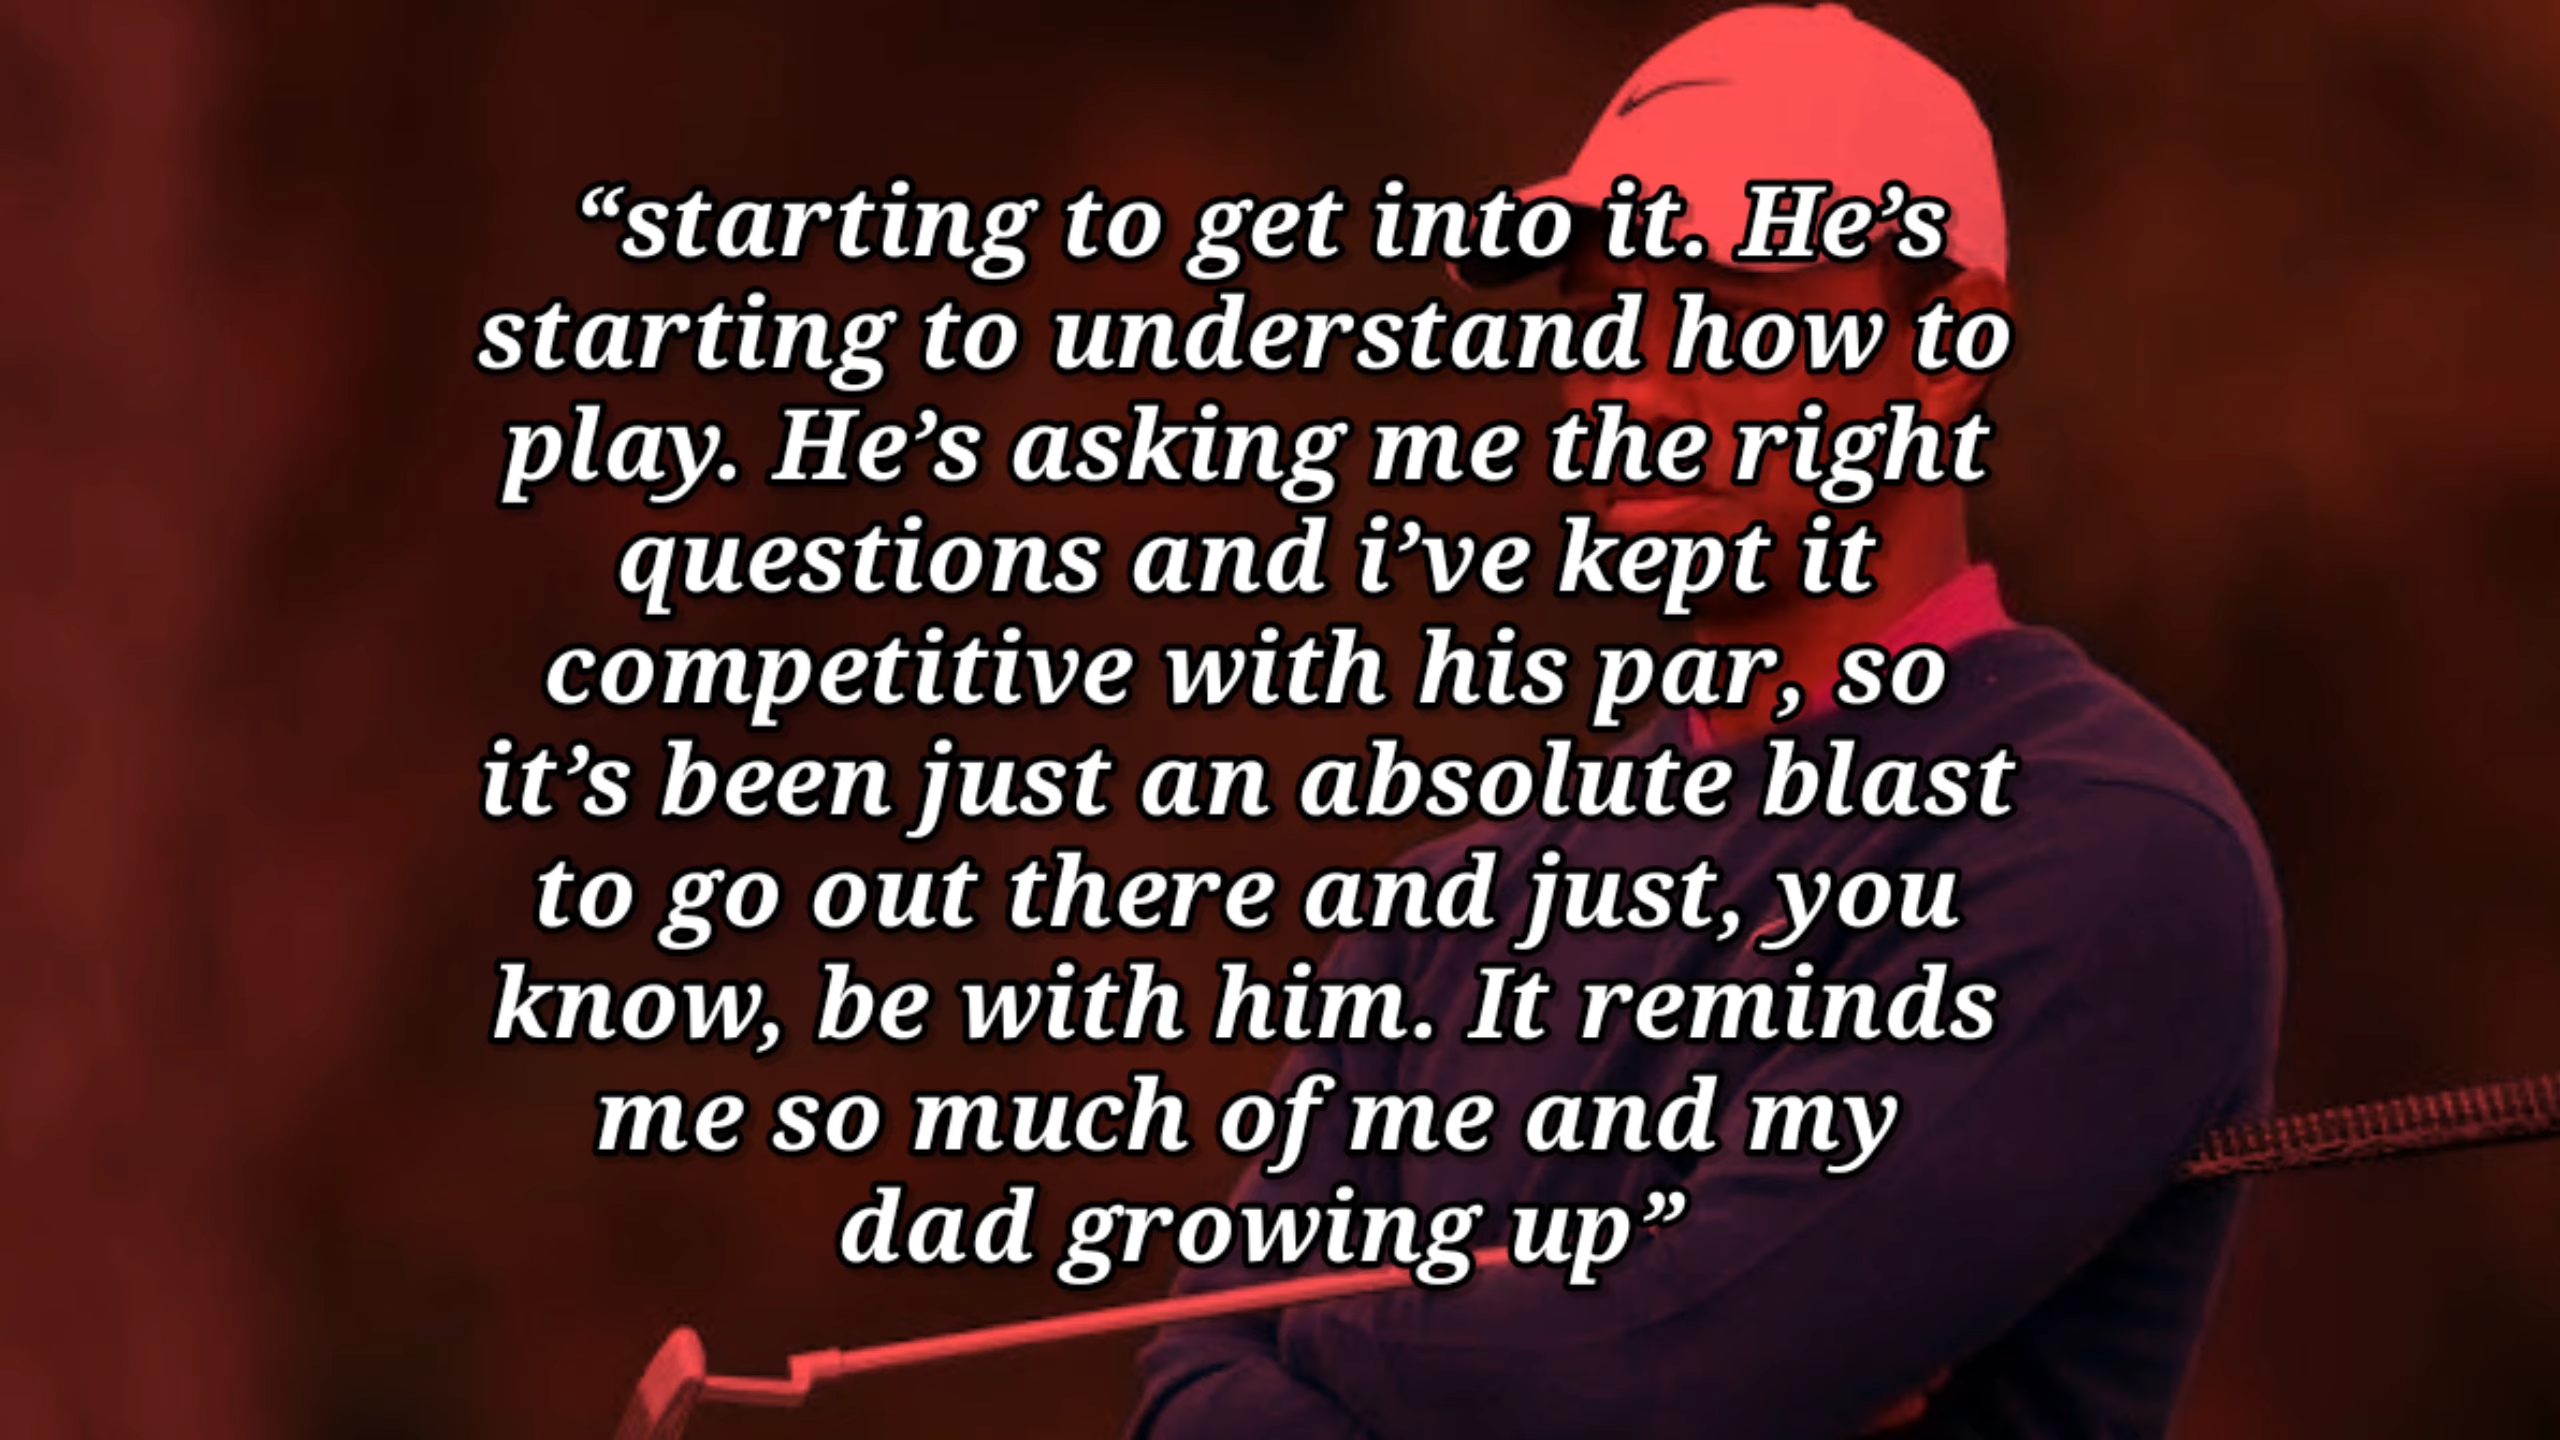 “starting to get into it. He’s
starting to understand how to
play. He’s asking me the right
questions and i’ve kept it
competitive with his par, so
it’s been just an absolute blast
to go out there and just, you
know, be with him. It reminds
me so much of me and my
dad growing up”